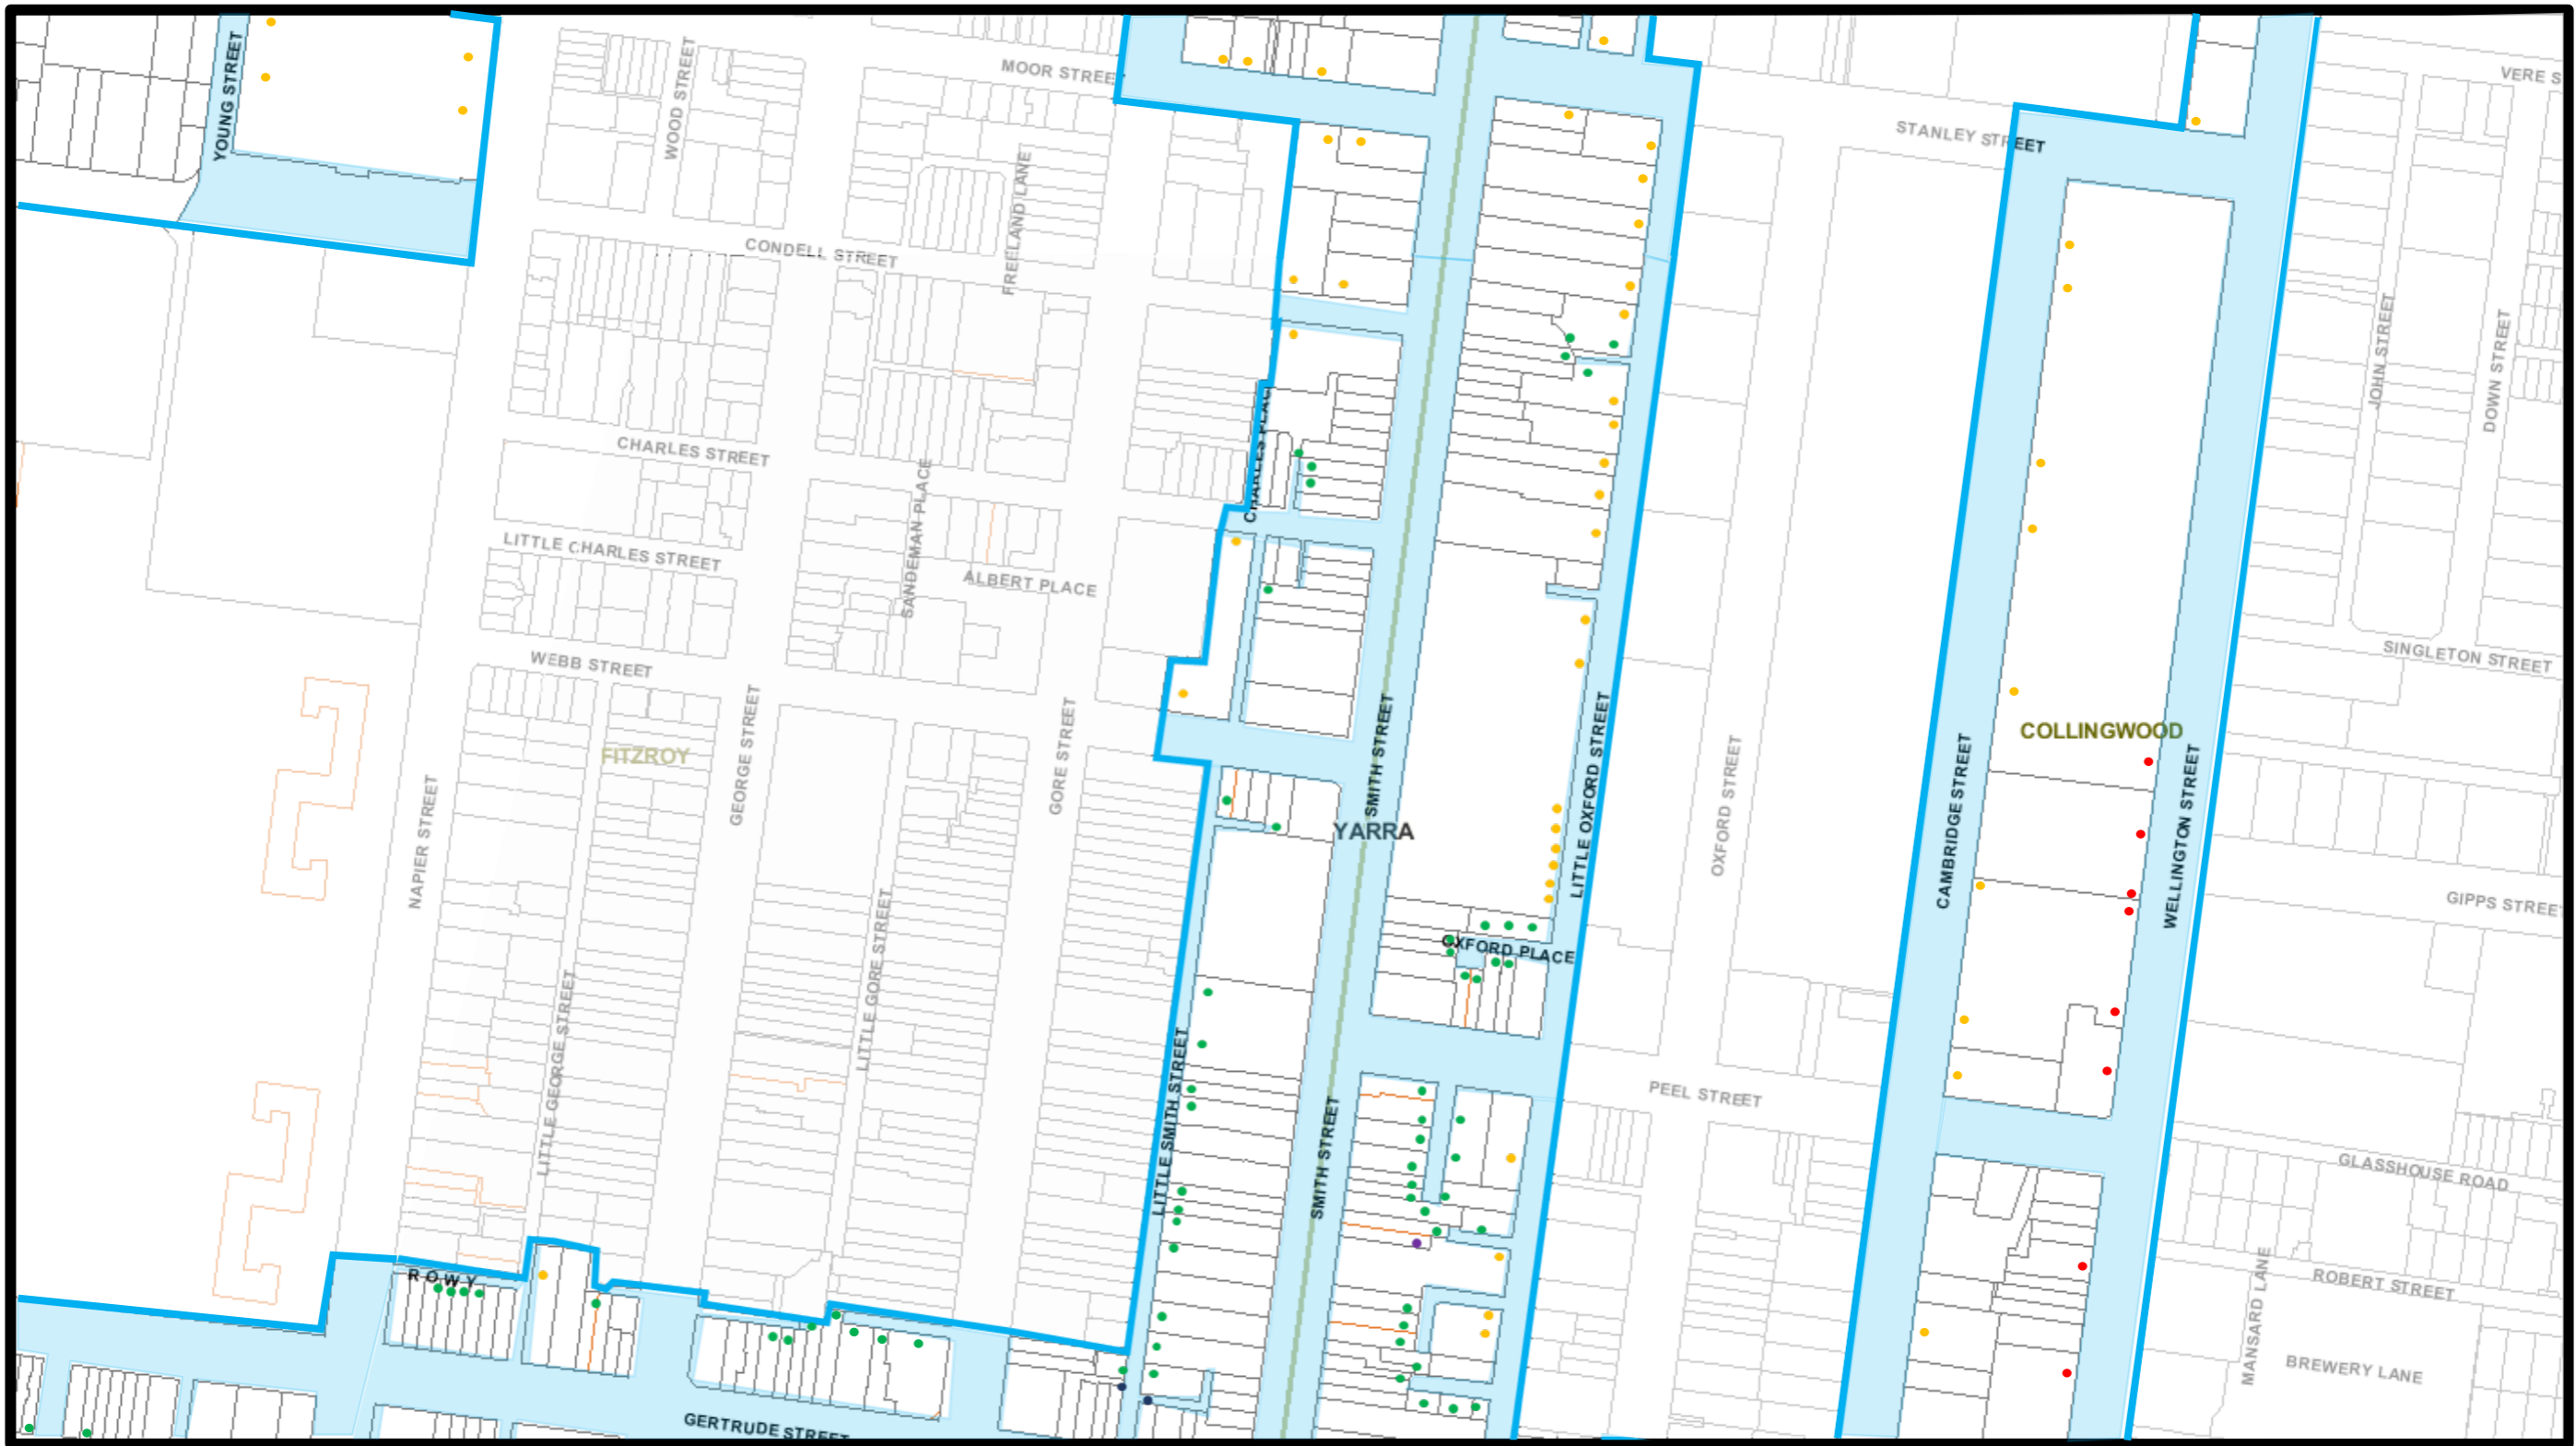 YOUNG STREET
WOOD STREET
MOOR STREET
VERE S
STANLEY STREET
FREELAND LANE
CONDELL STREET
JOHN STREET
DOWN STREET
CHARLES STREET
CHARLES PLAC
SANDEMAN PLACE
LITTLE CHARLES STREET
ALBERT PLACE
WEBB STREET
SINGLETON STREET
FITZROY
GEORGE STREET
GORE STREET
SMITH STREET
LITTLE OXFORD STREET
COLLINGWOOD
NAPIER STREET
YARRA
OXFORD STREET
CAMBRIDGE STREET
WELLINGTON STREET
GIPPS STREET
LITTLE GORE STREET
OXFORD PLACE
LITTLE GEORGE STREET
LITTLE SMITH STREET
SMITH STREET
PEEL STREET
GLASSHOUSE ROAD
ROWY
MANSARD LANE
ROBERT STREET
BREWERY LANE
GERTRUDE STREET